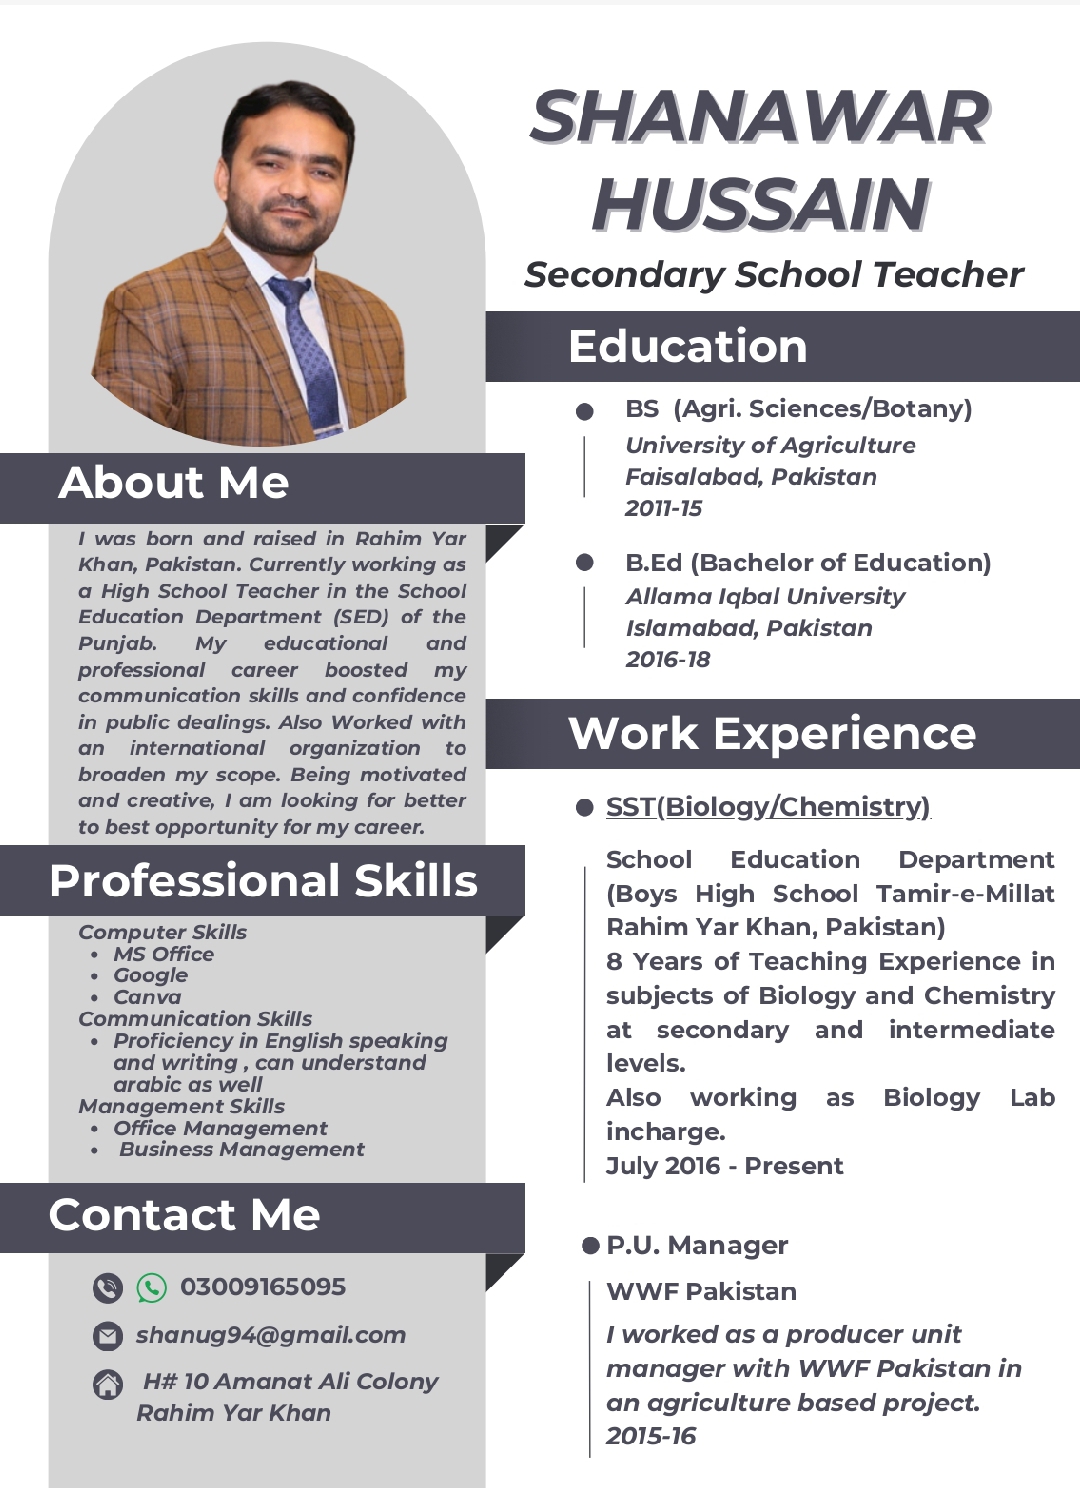 SHANAWAR
HUSSAIN
Secondary School Teacher
Education
BS (Agri. Sciences/Botany)
University of Agriculture
Faisalabad, Pakistan
2011-15
B.Ed (Bachelor of Education)
Allama Iqbal University
Islamabad, Pakistan
2016-18
Work Experience
SST(Biology/Chemistry)
School Education Department
(Boys High School Tamir-e-Millat
Rahim Yar Khan, Pakistan)
8 Years of Teaching Experience in
subjects of Biology and Chemistry
at secondary and intermediate
levels.
Also working as Biology Lab
incharge.
July 2016 - Present
P.U. Manager
WWF Pakistan
I worked as a producer unit
manager with WWF Pakistan in
an agriculture based project.
2015-16
About Me
I was born and raised in Rahim Yar
Khan, Pakistan. Currently working as
a High School Teacher in the School
Education Department (SED) of the
Punjab. My educational and
professional career boosted my
communication skills and confidence
in public dealings. Also Worked with
an international organization to
broaden my scope. Being motivated
and creative, I am looking for better
to best opportunity for my career.
Professional Skills
Computer Skills
• MS Office
• Google
• Canva
Communication Skills
• Proficiency in English speaking
and writing , can understand
arabic as well
Management Skills
• Office Management
• Business Management
Contact Me
03009165095
shanug94@gmail.com
H# 10 Amanat Ali Colony
Rahim Yar Khan